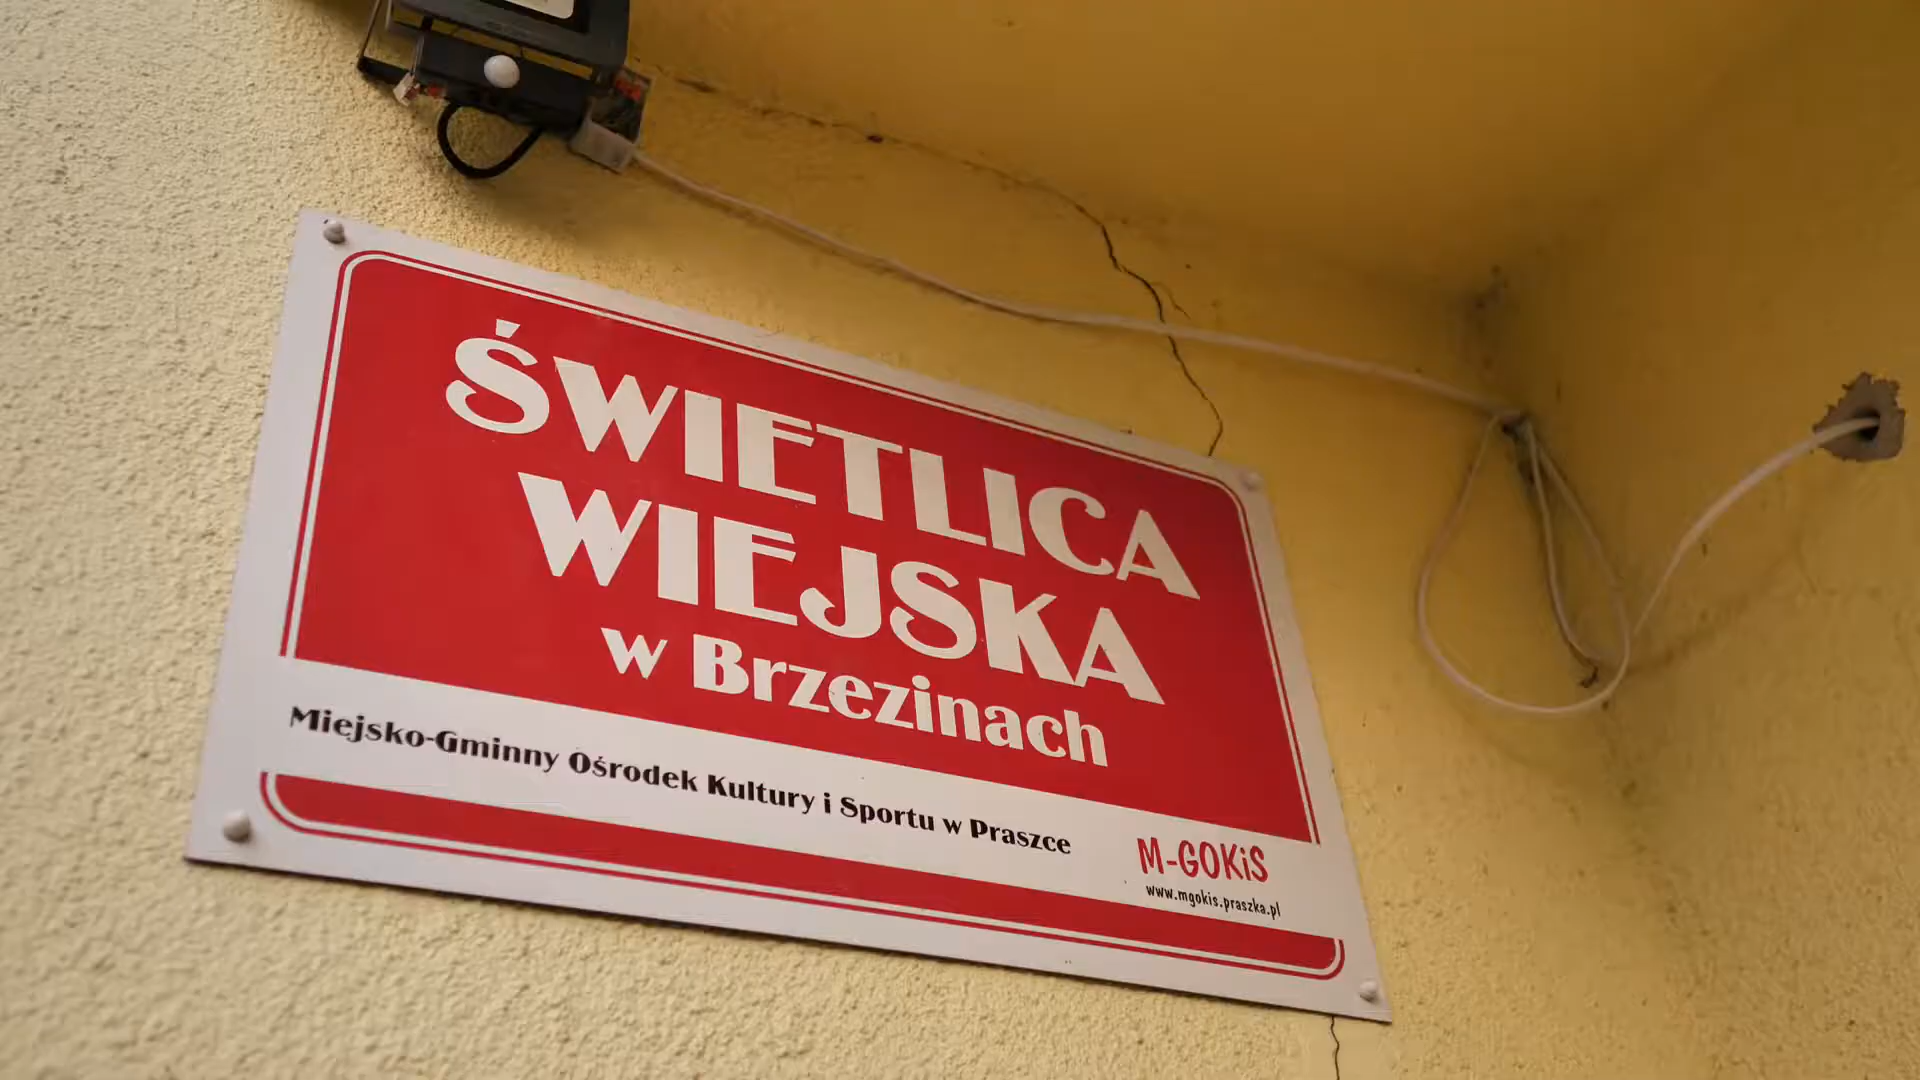 ŚWIETLICA
WIEJSKA
w Brzezinach
Miejsko-Gminny Ośrodek Kultury i Sportu w Praszce
M-GOKiS
www.mgokis.praszka.pl